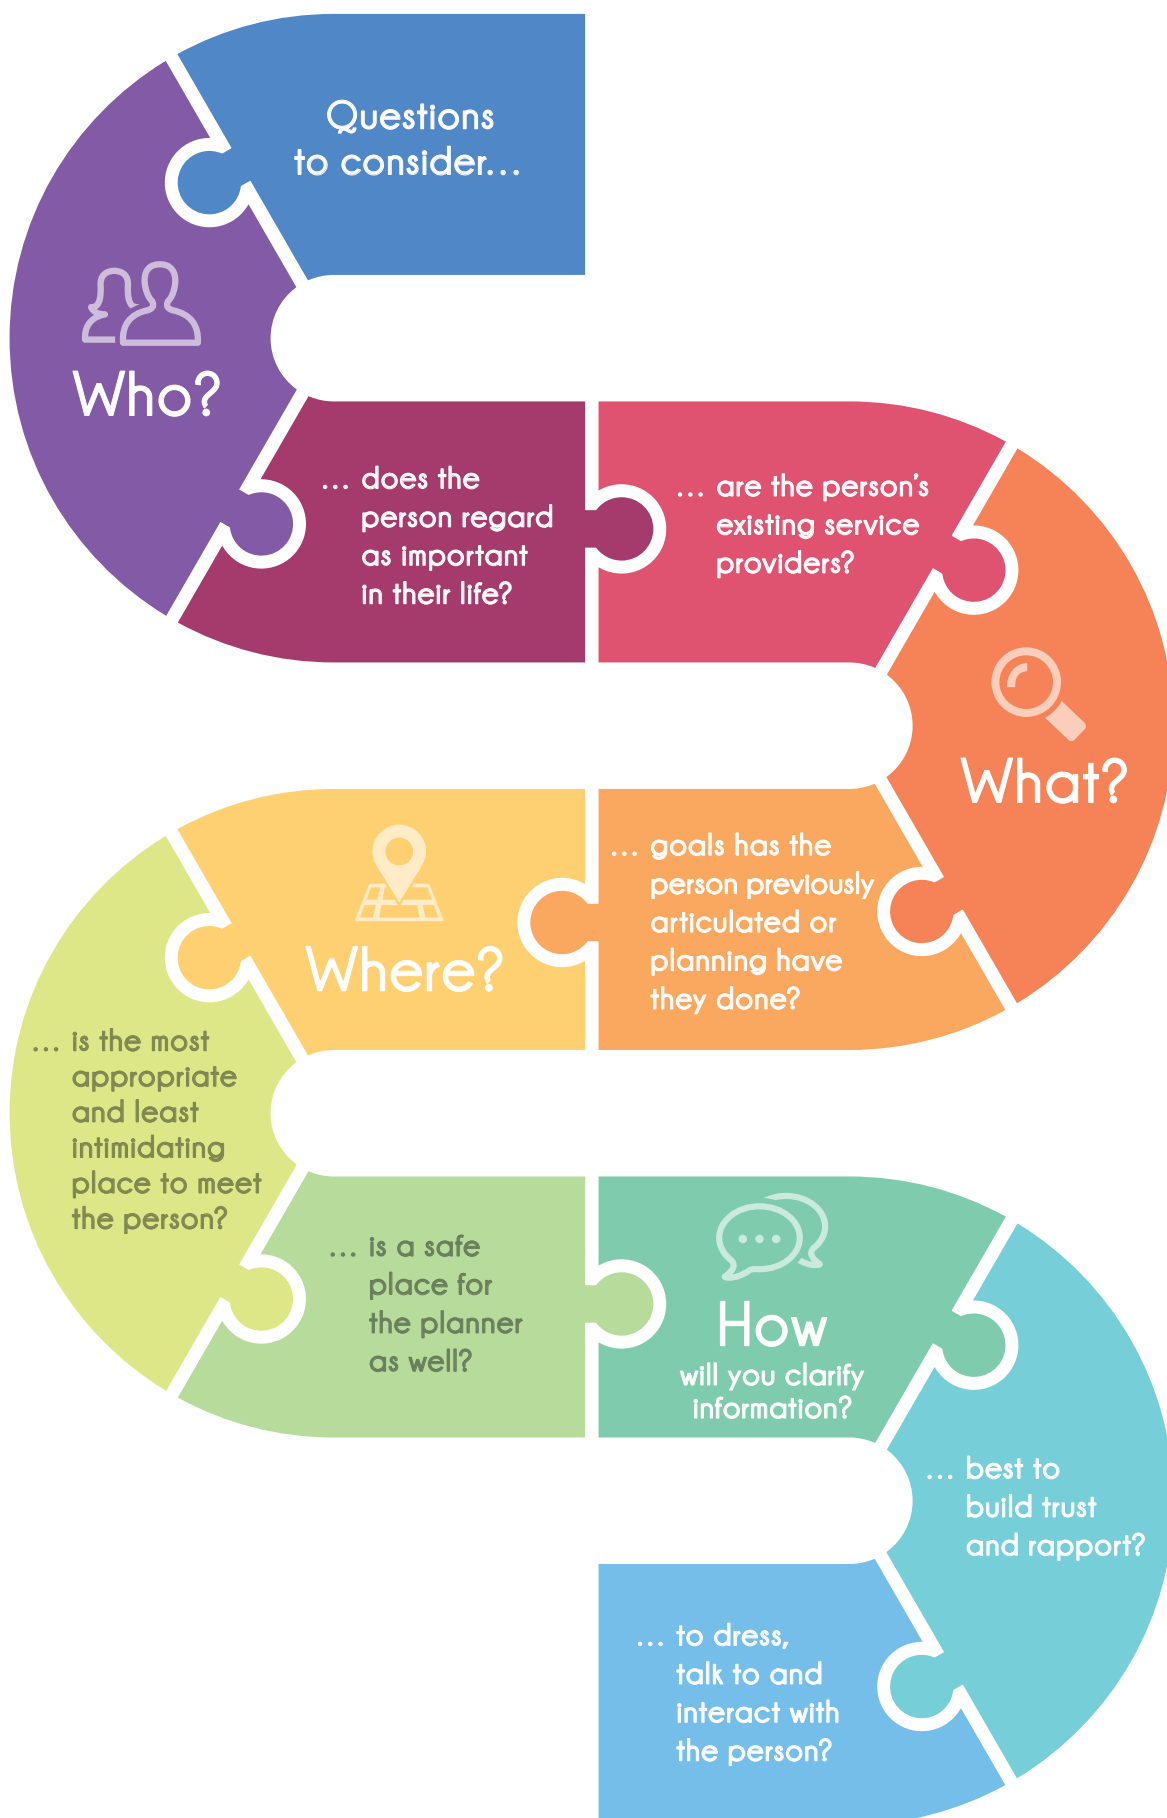 Questions
to consider...
Who?
... does the
person regard
as important
in their life?
... are the person's
existing service
providers?
What?
... goals has the
person previously
articulated or
planning have
they done?
Where?
... is the most
appropriate
and least
intimidating
place to meet
the person?
... is a safe
place for
the planner
as well?
How
will you clarify
information?
... best to
build trust
and rapport?
... to dress,
talk to and
interact with
the person?